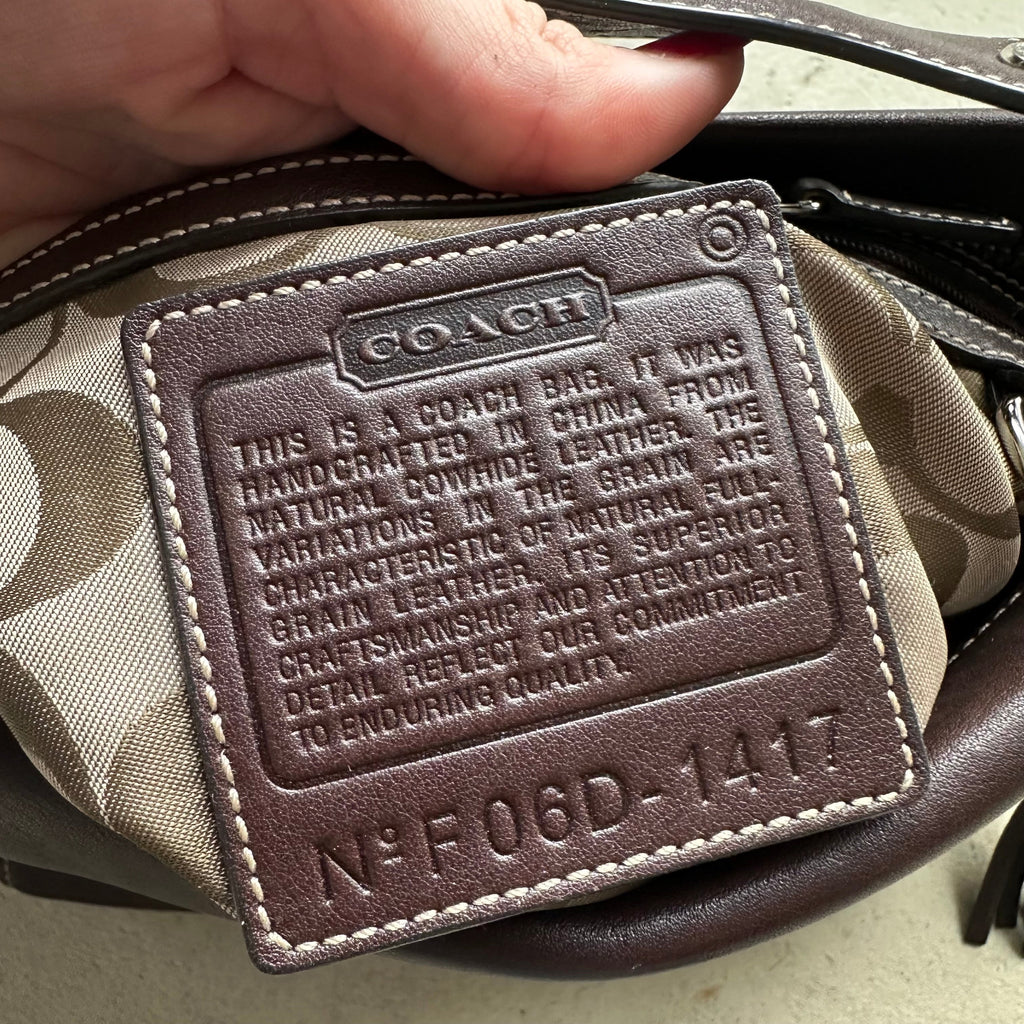 COACH
THIS IS A COACH BAG. IT WAS
HANDCRAFTED IN CHINA FROM
NATURAL COWHIDE LEATHER. THE
VARIATIONS IN THE GRAIN ARE
CHARACTERISTIC OF NATURAL FULL-
GRAIN LEATHER. ITS SUPERIOR
CRAFTSMANSHIP AND ATTENTION TO
DETAIL REFLECT OUR COMMITMENT
TO ENDURING QUALITY.
Nº F06D-1417